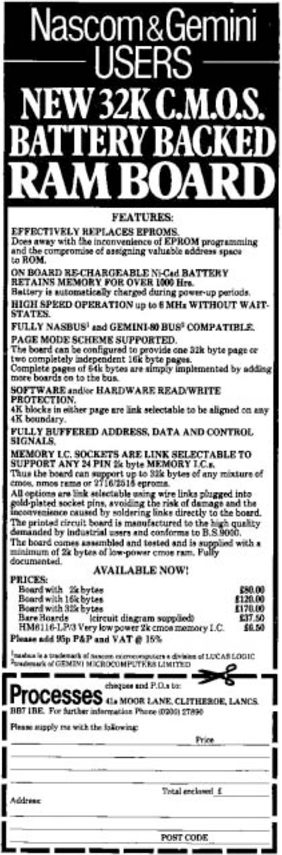 Nascom & Gemini
USERS
NEW 32K C.M.O.S.
BATTERY BACKED
RAM BOARD
FEATURES:
EFFECTIVELY REPLACES EPROMS.
Does away with the inconvenience of EPROM programming
and the compromise of assigning valuable address space
to ROM.
ON BOARD RE-CHARGEABLE Ni-Cad BATTERY
RETAINS MEMORY FOR OVER 1000 Hrs.
Battery is automatically charged during power-up periods.
HIGH SPEED OPERATION up to 6 MHz WITHOUT WAIT-
STATES.
FULLY NASBUS¹ and GEMINI-80 BUS² COMPATIBLE.
PAGE MODE SCHEME SUPPORTED.
The board can be configured to provide one 32k byte page or
two completely independent 16k byte pages.
Complete pages of 64k bytes are simply implemented by adding
more boards on to the bus.
SOFTWARE and/or HARDWARE READ/WRITE
PROTECTION.
4K blocks in either page are link selectable to be aligned on any
4K boundary.
FULLY BUFFERED ADDRESS, DATA AND CONTROL
SIGNALS.
MEMORY I.C. SOCKETS ARE LINK SELECTABLE TO
SUPPORT ANY 24 PIN 2k byte MEMORY I.C.s.
Thus the board can support up to 32k bytes of any mixture of
cmos, nmos rams or 2716/2516 eproms.
All options are link selectable using wire links plugged into
gold-plated socket pins, avoiding the risk of damage and the
inconvenience caused by soldering links directly to the board.
The printed circuit board is manufactured to the high quality
demanded by industrial users and conforms to B.S.9000.
The board comes assembled and tested and is supplied with a
minimum of 2k bytes of low-power cmos ram. Fully
documented.
AVAILABLE NOW!
PRICES:
Board with 2k bytes £80.00
Board with 16k bytes £120.00
Board with 32k bytes £170.00
Bare Boards (circuit diagram supplied) £37.50
HM6116-LP/3 Very low power 2k cmos memory I.C. £6.50
Please add 95p P&P and VAT @ 15%
¹nasbus is a trademark of nascom microcomputers a division of LUCAS LOGIC
²trademark of GEMINI MICROCOMPUTERS LIMITED
cheques and P.O.s to:
Processes 41a MOOR LANE, CLITHEROE, LANCS.
BB7 1BE. For further information Phone (0200) 27890
Please supply me with the following:
Price
Total enclosed £
Address:
POST CODE